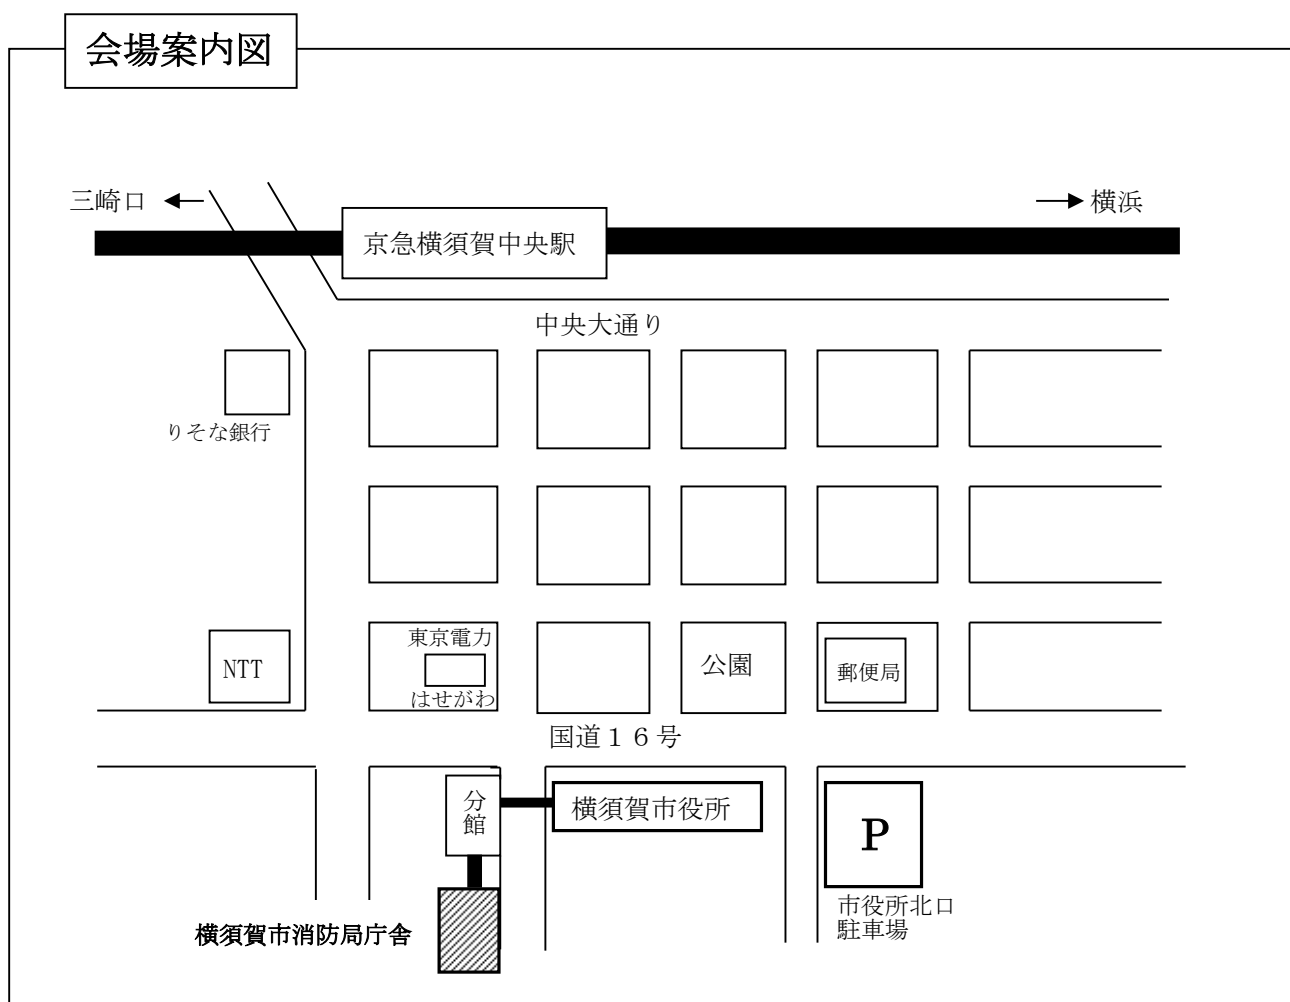 会場案内図
三崎口
横浜
京急横須賀中央駅
中央大通り
りそな銀行
東京電力
NTT
公園
郵便局
はせがわ
国道１６号
分館
横須賀市役所
P
市役所北口
駐車場
横須賀市消防局庁舎